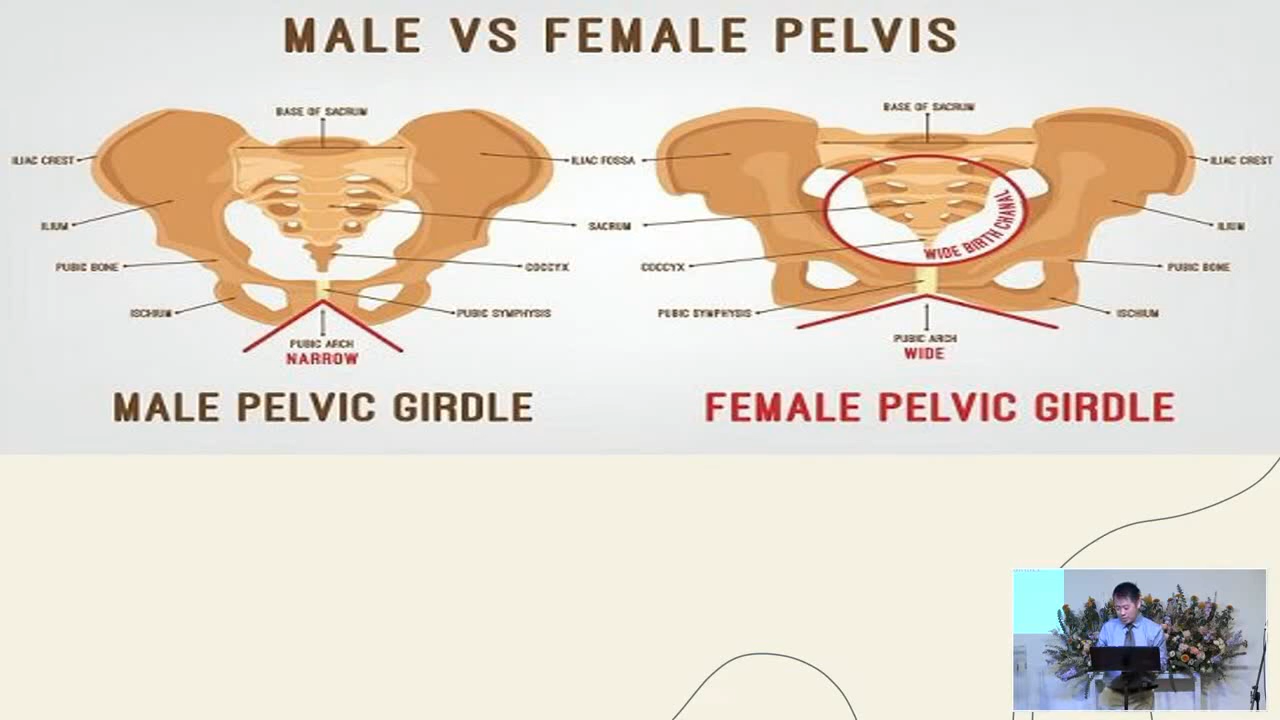 MALE VS FEMALE PELVIS
BASE OF SACRUM
BASE OF SACRUM
ILIAC CREST
ILIAC FOSSA
ILIAC CREST
ILIUM
SACRUM
ILIUM
WIDE BIRTH CHANAL
PUBIC BONE
COCCYX
COCCYX
PUBIC BONE
ISCHIUM
PUBIC SYMPHYSIS
PUBIC SYMPHYSIS
ISCHIUM
PUBIC ARCH
NARROW
PUBIC ARCH
WIDE
MALE PELVIC GIRDLE
FEMALE PELVIC GIRDLE